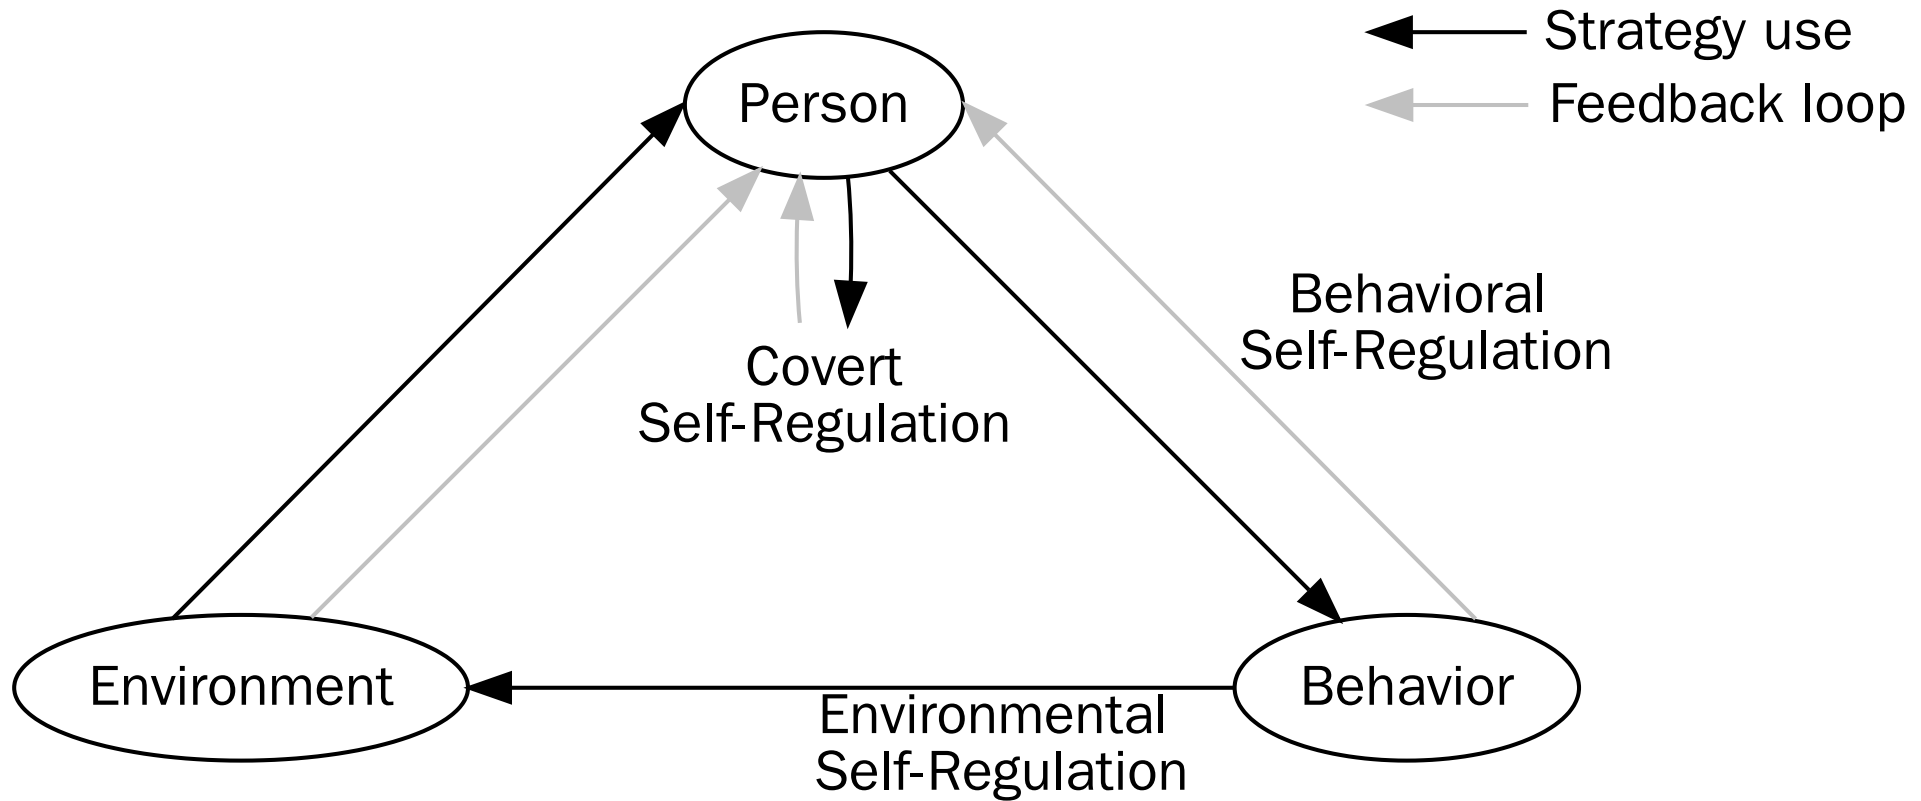 Strategy use
Feedback loop
Person
Behavioral
Self-Regulation
Covert
Self-Regulation
Environment
Behavior
Environmental
Self-Regulation